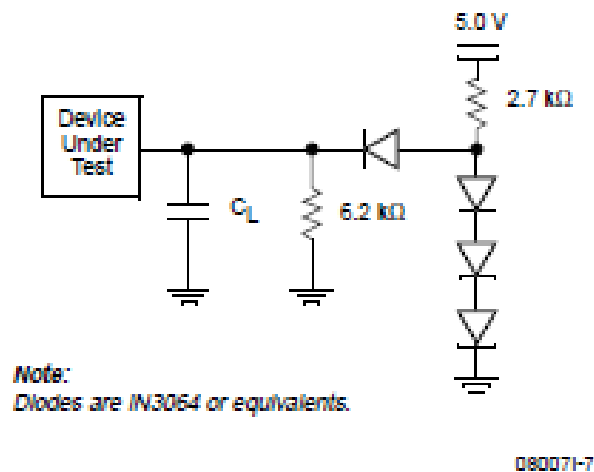 5.0 V
2.7 kΩ
Device
Under
Test
CL
6.2 kΩ
Note:
Diodes are IN3064 or equivalents.
08007I-7